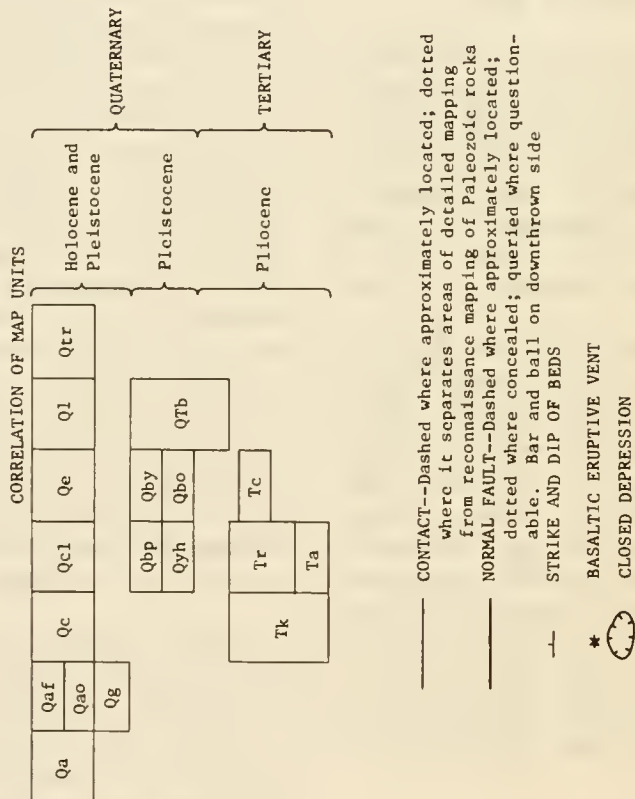 CORRELATION OF MAP UNITS
Qa
Qaf
Qao
Qg
Qc
Qcl
Qe
Ql
Qtr
Holocene and
Pleistocene
QUATERNARY
Qbp
Qyh
Qby
Qbo
QTb
Pleistocene
Tk
Tr
Ta
Tc
Pliocene
TERTIARY
CONTACT--Dashed where approximately located; dotted
where it separates areas of detailed mapping
from reconnaissance mapping of Paleozoic rocks
NORMAL FAULT--Dashed where approximately located;
dotted where concealed; queried where question-
able. Bar and ball on downthrown side
STRIKE AND DIP OF BEDS
BASALTIC ERUPTIVE VENT
CLOSED DEPRESSION